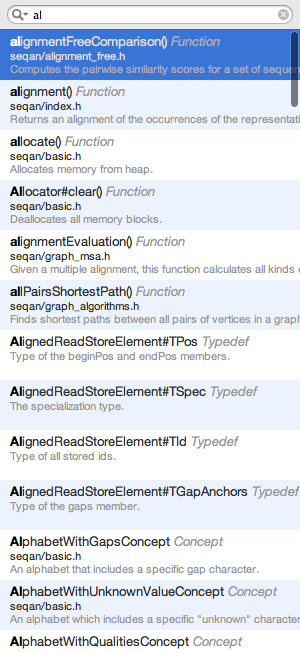 al
alignmentFreeComparison() Function
seqan/alignment_free.h
Computes the pairwise similarity scores for a set of
alignment() Function
seqan/index.h
Returns an alignment of the occurrences of the
allocate() Function
seqan/basic.h
Allocates memory from heap.
Allocator#clear() Function
seqan/basic.h
Deallocates all memory blocks.
alignmentEvaluation() Function
seqan/graph_msa.h
Given a multiple alignment, this function calculates all kinds
allPairsShortestPath() Function
seqan/graph_algorithms.h
Finds shortest paths between all pairs of vertices in a
AlignedReadStoreElement#TPos Typedef
Type of the beginPos and endPos members.
AlignedReadStoreElement#TSpec Typedef
The specialization type.
AlignedReadStoreElement#TId Typedef
Type of all stored ids.
AlignedReadStoreElement#TGapAnchors Typedef
Type of the gaps member.
AlphabetWithGapsConcept Concept
seqan/basic.h
An alphabet that includes a specific gap character.
AlphabetWithUnknownValueConcept Concept
seqan/basic.h
An alphabet which includes a specific "unknown" character
AlphabetWithQualitiesConcept Concept